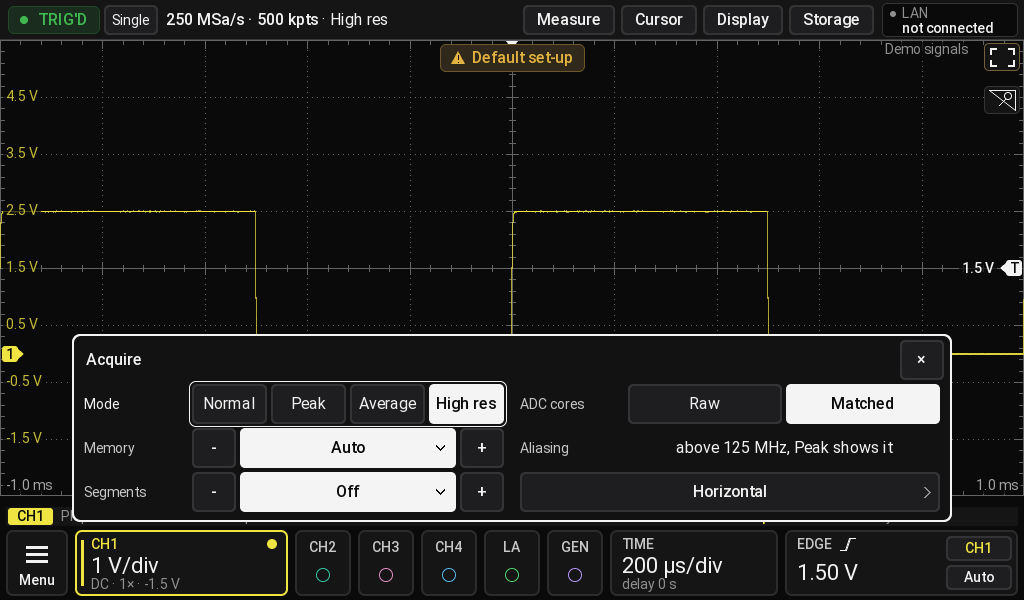 TRIG'D
Single
250 MSa/s · 500 kpts · High res
Measure
Cursor
Display
Storage
LAN
not connected
Demo signals
Default set-up
4.5 V
3.5 V
2.5 V
1.5 V
0.5 V
-0.5 V
-1.5 V
-1.0 ms
1.0 ms
1.5 V
T
1
Acquire
×
Mode
Normal
Peak
Average
High res
ADC cores
Raw
Matched
Memory
-
Auto
+
Aliasing
above 125 MHz, Peak shows it
Segments
-
Off
+
Horizontal
CH1
Menu
CH1
1 V/div
DC · 1× · -1.5 V
CH2
CH3
CH4
LA
GEN
TIME
200 µs/div
delay 0 s
EDGE
1.50 V
CH1
Auto